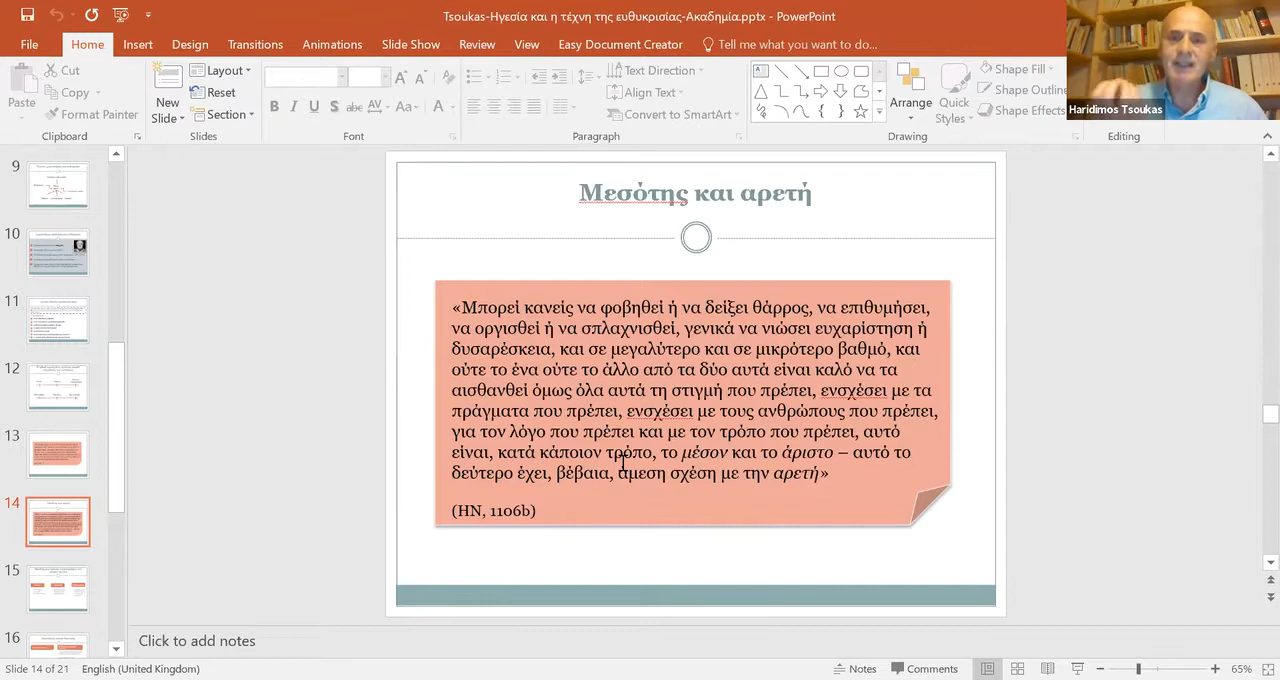 Tsoukas-Ηγεσία και η τέχνη της ευθυκρισίας-Ακαδημία.pptx - PowerPoint
File Home Insert Design Transitions Animations Slide Show Review View Easy Document Creator Tell me what you want to do...
Paste
Cut
Copy
Format Painter
Clipboard
New Slide
Layout
Reset
Section
Slides
Font
Text Direction
Align Text
Convert to SmartArt
Paragraph
Arrange
Quick Styles
Shape Fill
Shape Outline
Shape Effects
Drawing
Editing
Haridimos Tsoukas
9
10
11
12
13
14
15
16
Μεσότης και αρετή
«Μπορεί κανείς να φοβηθεί ή να δείξει θάρρος, να επιθυμήσει,
να οργισθεί ή να σπλαχνισθεί, γενικά να νιώσει ευχαρίστηση ή
δυσαρέσκεια, και σε μεγαλύτερο και σε μικρότερο βαθμό, και
ούτε το ένα ούτε το άλλο από τα δύο αυτά είναι καλό να τα
αισθανθεί όμως όλα αυτά τη στιγμή που πρέπει, ενσχέσει με τα
πράγματα που πρέπει, ενσχέσει με τους ανθρώπους που πρέπει,
για τον λόγο που πρέπει και με τον τρόπο που πρέπει, αυτό
είναι, κατά κάποιον τρόπο, το μέσον και το άριστο – αυτό το
δεύτερο έχει, βέβαια, άμεση σχέση με την αρετή»
(ΗΝ, 1106b)
Click to add notes
Slide 14 of 21 English (United Kingdom) Notes Comments 65%